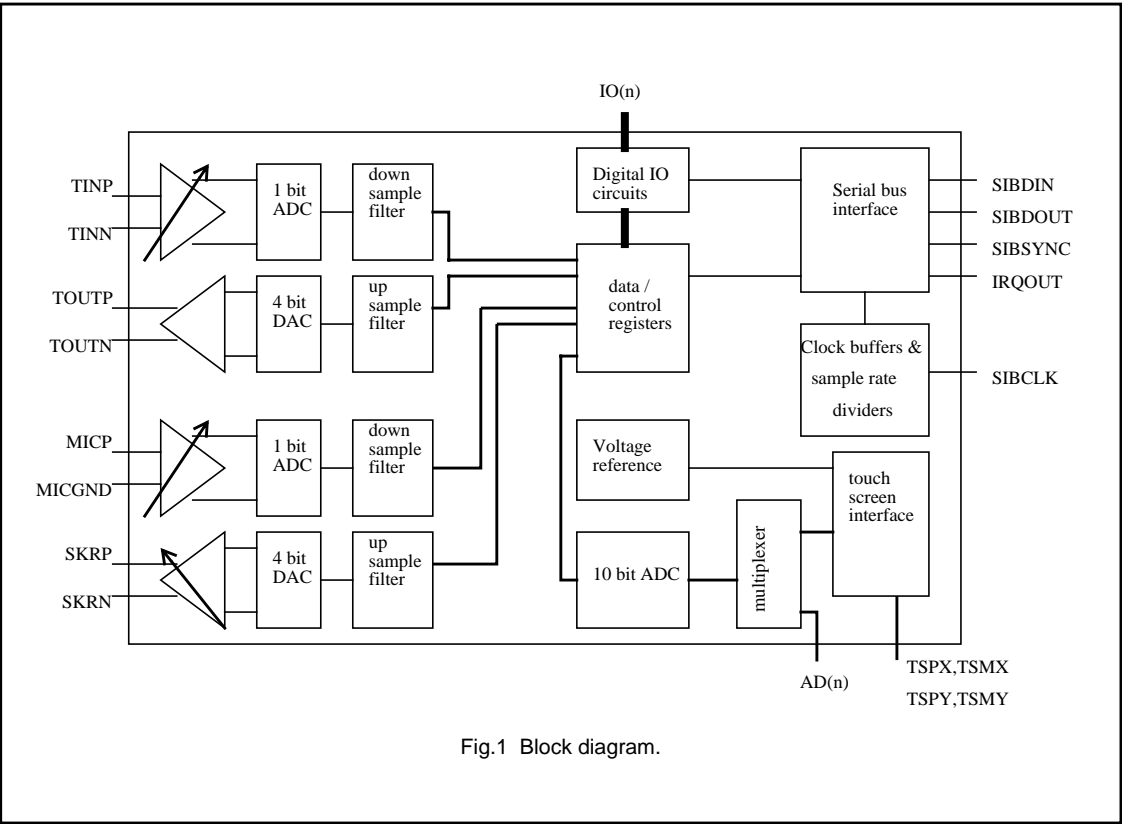 IO(n)
TINP
TINN
1 bit
ADC
down
sample
filter
Digital IO
circuits
Serial bus
interface
SIBDIN
SIBDOUT
SIBSYNC
IRQOUT
TOUTP
TOUTN
4 bit
DAC
up
sample
filter
data /
control
registers
Clock buffers &
sample rate
dividers
SIBCLK
MICP
MICGND
1 bit
ADC
down
sample
filter
Voltage
reference
touch
screen
interface
SKRP
SKRN
4 bit
DAC
up
sample
filter
10 bit ADC
multiplexer
AD(n)
TSPX,TSMX
TSPY,TSMY
Fig.1 Block diagram.